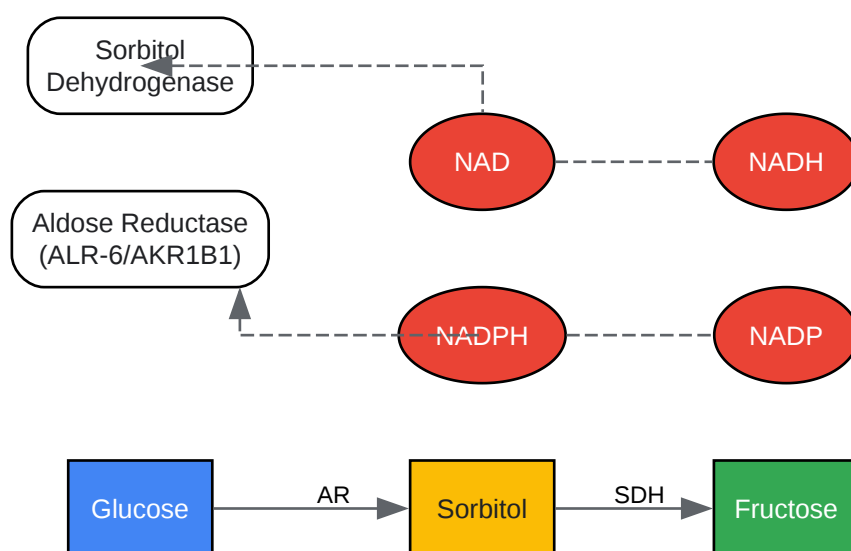 Sorbitol
Dehydrogenase
NAD
NADH
Aldose Reductase
(ALR-6/AKR1B1)
NADPH
NADP
Glucose
AR
Sorbitol
SDH
Fructose